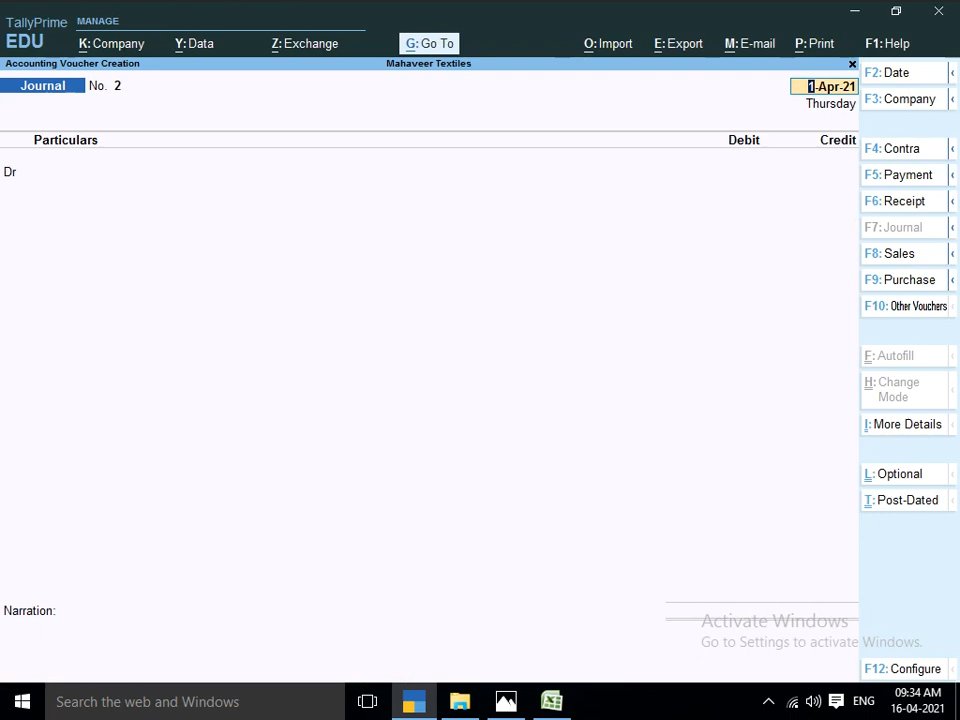 TallyPrime MANAGE
EDU K: Company Y: Data Z: Exchange G: Go To O: Import E: Export M: E-mail P: Print F1: Help
Accounting Voucher Creation Mahaveer Textiles
Journal No. 2 1-Apr-21
Thursday
Particulars Debit Credit
Dr
Narration:
F2: Date
F3: Company
F4: Contra
F5: Payment
F6: Receipt
F7: Journal
F8: Sales
F9: Purchase
F10: Other Vouchers
F: Autofill
H: Change
Mode
I: More Details
L: Optional
T: Post-Dated
Activate Windows
Go to Settings to activate Windows.
F12: Configure
Search the web and Windows
ENG
09:34 AM
16-04-2021